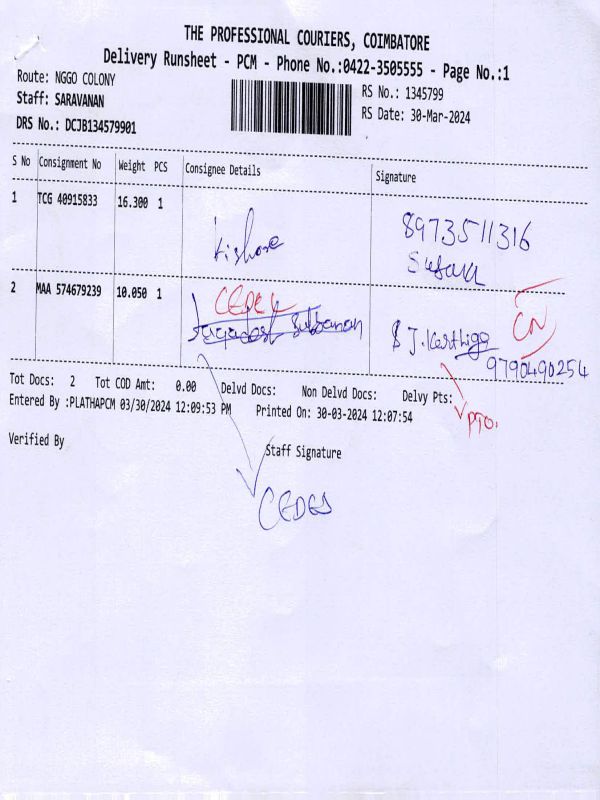 THE PROFESSIONAL COURIERS, COIMBATORE
Delivery Runsheet - PCM - Phone No.:0422-3505555 - Page No.:1
Route: NGGO COLONY
RS No.: 1345799
Staff: SARAVANAN
RS Date: 30-Mar-2024
DRS No.: DCJB134579901
S No Consignment No Weight PCS Consignee Details Signature
1 TCG 40915833 16.300 1 Kishore 8973511316
2 MAA 574679239 10.050 1
CN
J. Karthiga
9790490254
Tot Docs: 2 Tot COD Amt: 0.00 Delvd Docs: Non Delvd Docs: Delvy Pts:
Entered By :PLATHAPCM 03/30/2024 12:09:53 PM Printed On: 30-03-2024 12:07:54
PTO.
Verified By Staff Signature
CEDES